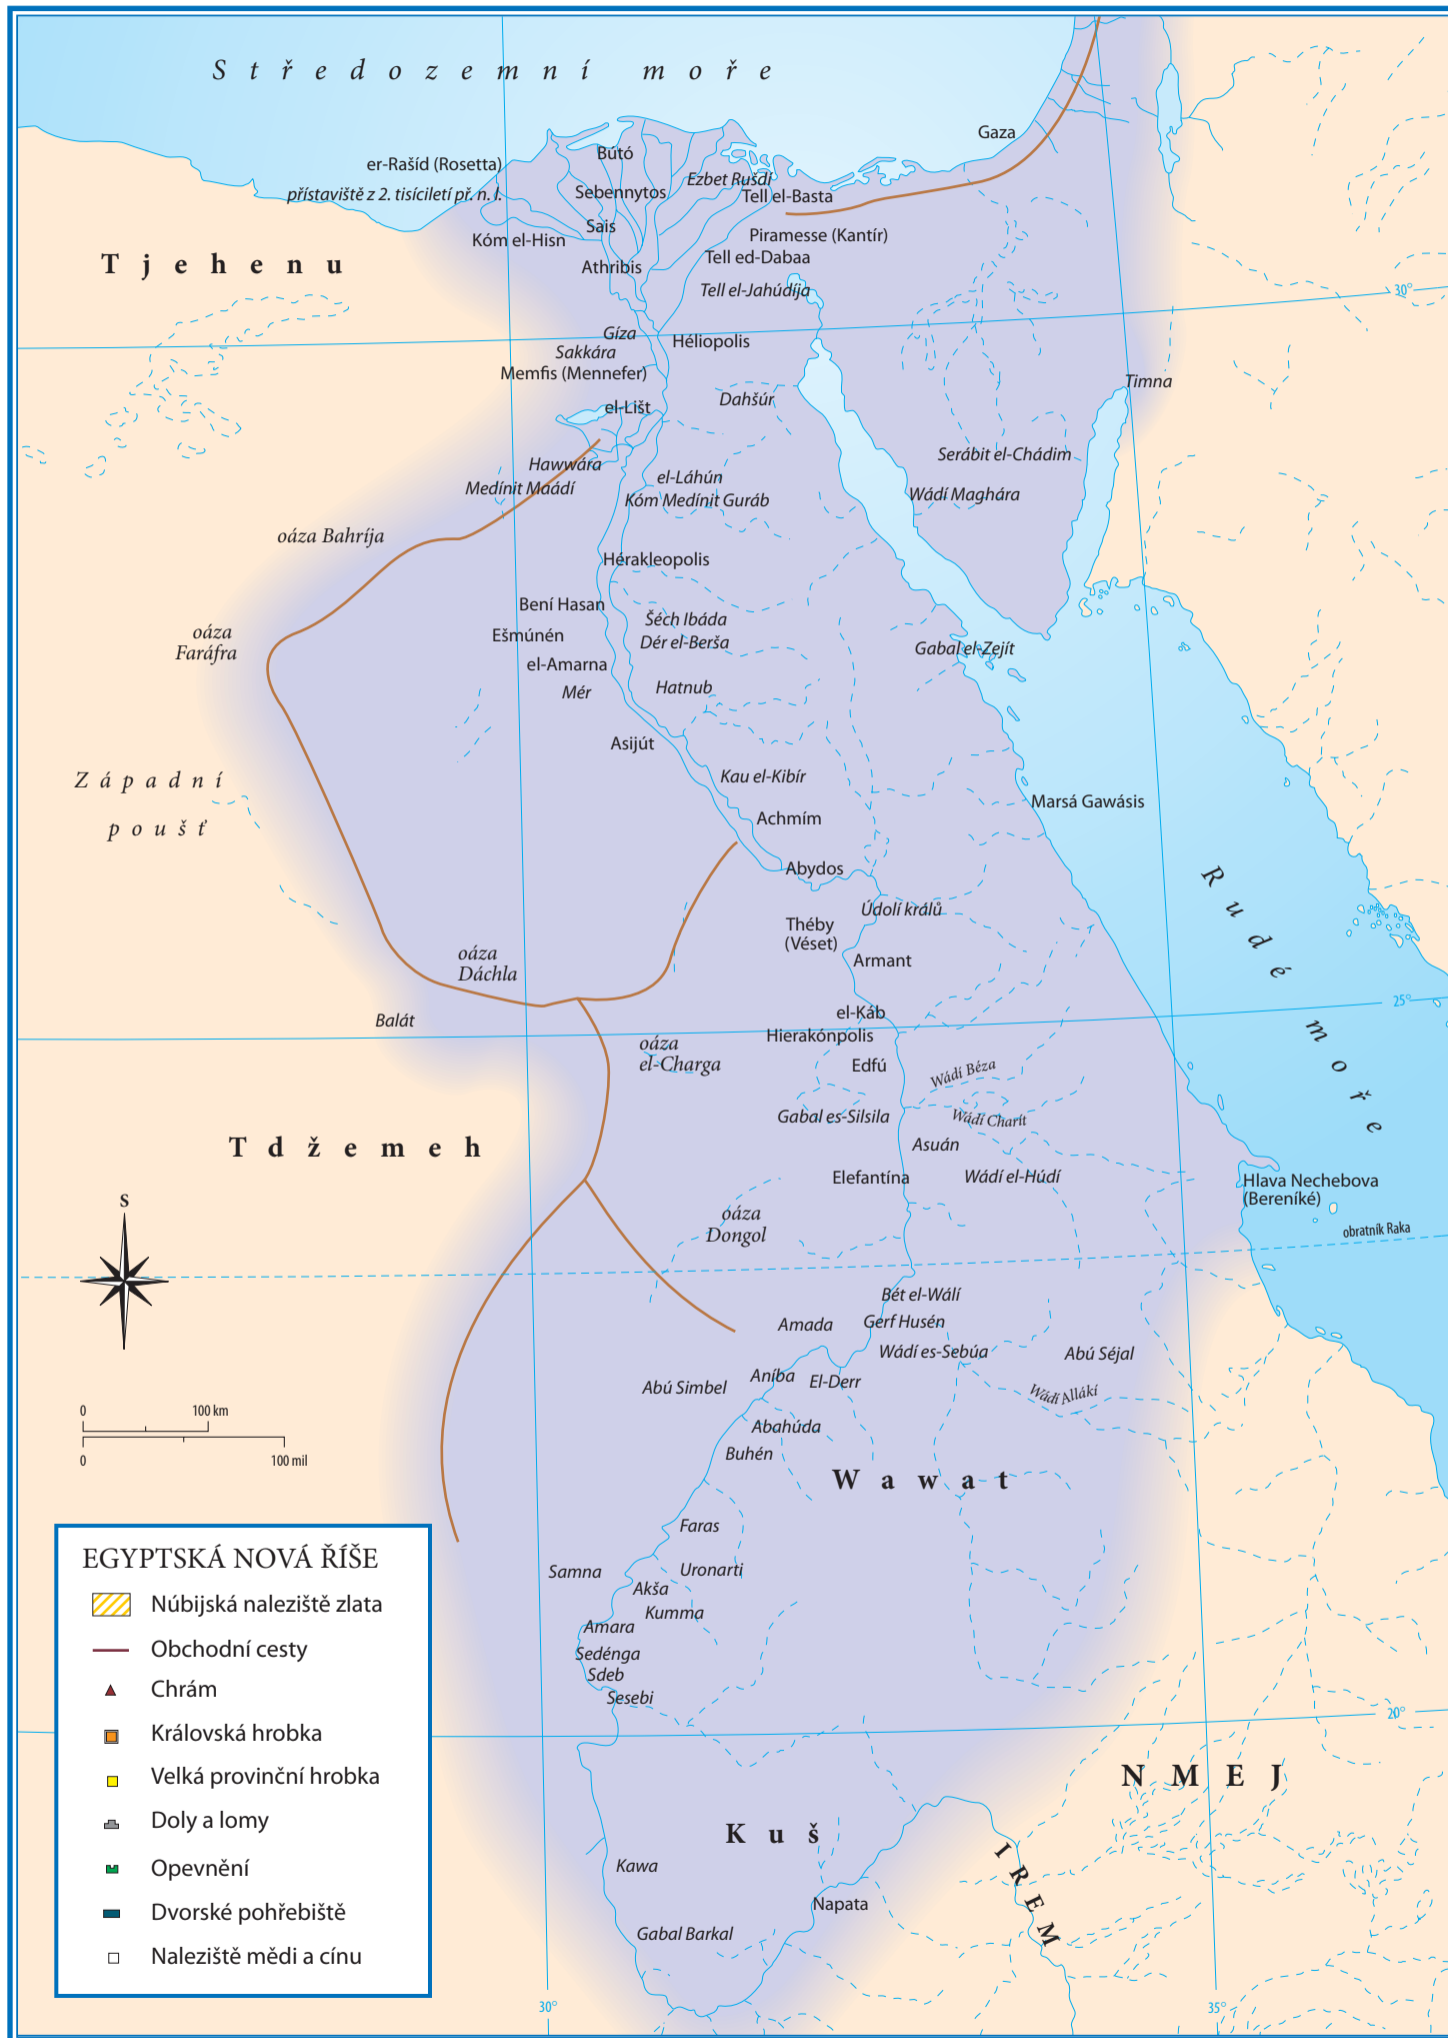 Středozemní moře
Gaza
er-Rašíd (Rosetta)
přístaviště z 2. tisíciletí př. n. l.
Bútó
Ezbet Rušdí
Sebennytos
Tell el-Basta
Sais
Kóm el-Hisn
Piramesse (Kantír)
Tell ed-Dabaa
Athribis
Tell el-Jahúdíja
Tjehenu
30°
Gíza
Héliopolis
Sakkára
Memfis (Mennefer)
Timna
Dahšúr
el-Lišt
Serábit el-Chádim
Hawwára
el-Láhún
Medínit Maádí
Kóm Medínit Guráb
Wádí Maghára
oáza Bahríja
Hérakleopolis
Bení Hasan
Šéch Ibáda
oáza
Faráfra
Ešmúnén
Dér el-Berša
Gabal el-Zejít
el-Amarna
Mér
Hatnub
Asijút
Západní
poušť
Kau el-Kibír
Marsá Gawásis
Achmím
Abydos
Rudé moře
Údolí králů
Théby
(Véset)
Armant
oáza
Dáchla
25°
el-Káb
Balát
Hierakónpolis
oáza
el-Charga
Edfú
Wádí Béza
Gabal es-Silsila
Wádí Charít
Tdžemeh
Asuán
Elefantína
Wádí el-Húdí
Hlava Nechebova
(Bereníké)
oáza
Dongol
obratník Raka
S
Bét el-Wálí
Amada
Gerf Husén
Wádí es-Sebúa
Abú Séjal
Aníba
El-Derr
Abú Simbel
Wádí Allákí
0
100 km
0
100 mil
Abahúda
Buhén
Wawat
Faras
Samna
Uronarti
Akša
Kumma
Amara
Sedénga
Sdeb
Sesebi
20°
NMEJ
Kuš
IREM
Kawa
Napata
Gabal Barkal
30°
35°
EGYPTSKÁ NOVÁ ŘÍŠE
Núbijská naleziště zlata
Obchodní cesty
Chrám
Královská hrobka
Velká provinční hrobka
Doly a lomy
Opevnění
Dvorské pohřebiště
Naleziště mědi a cínu